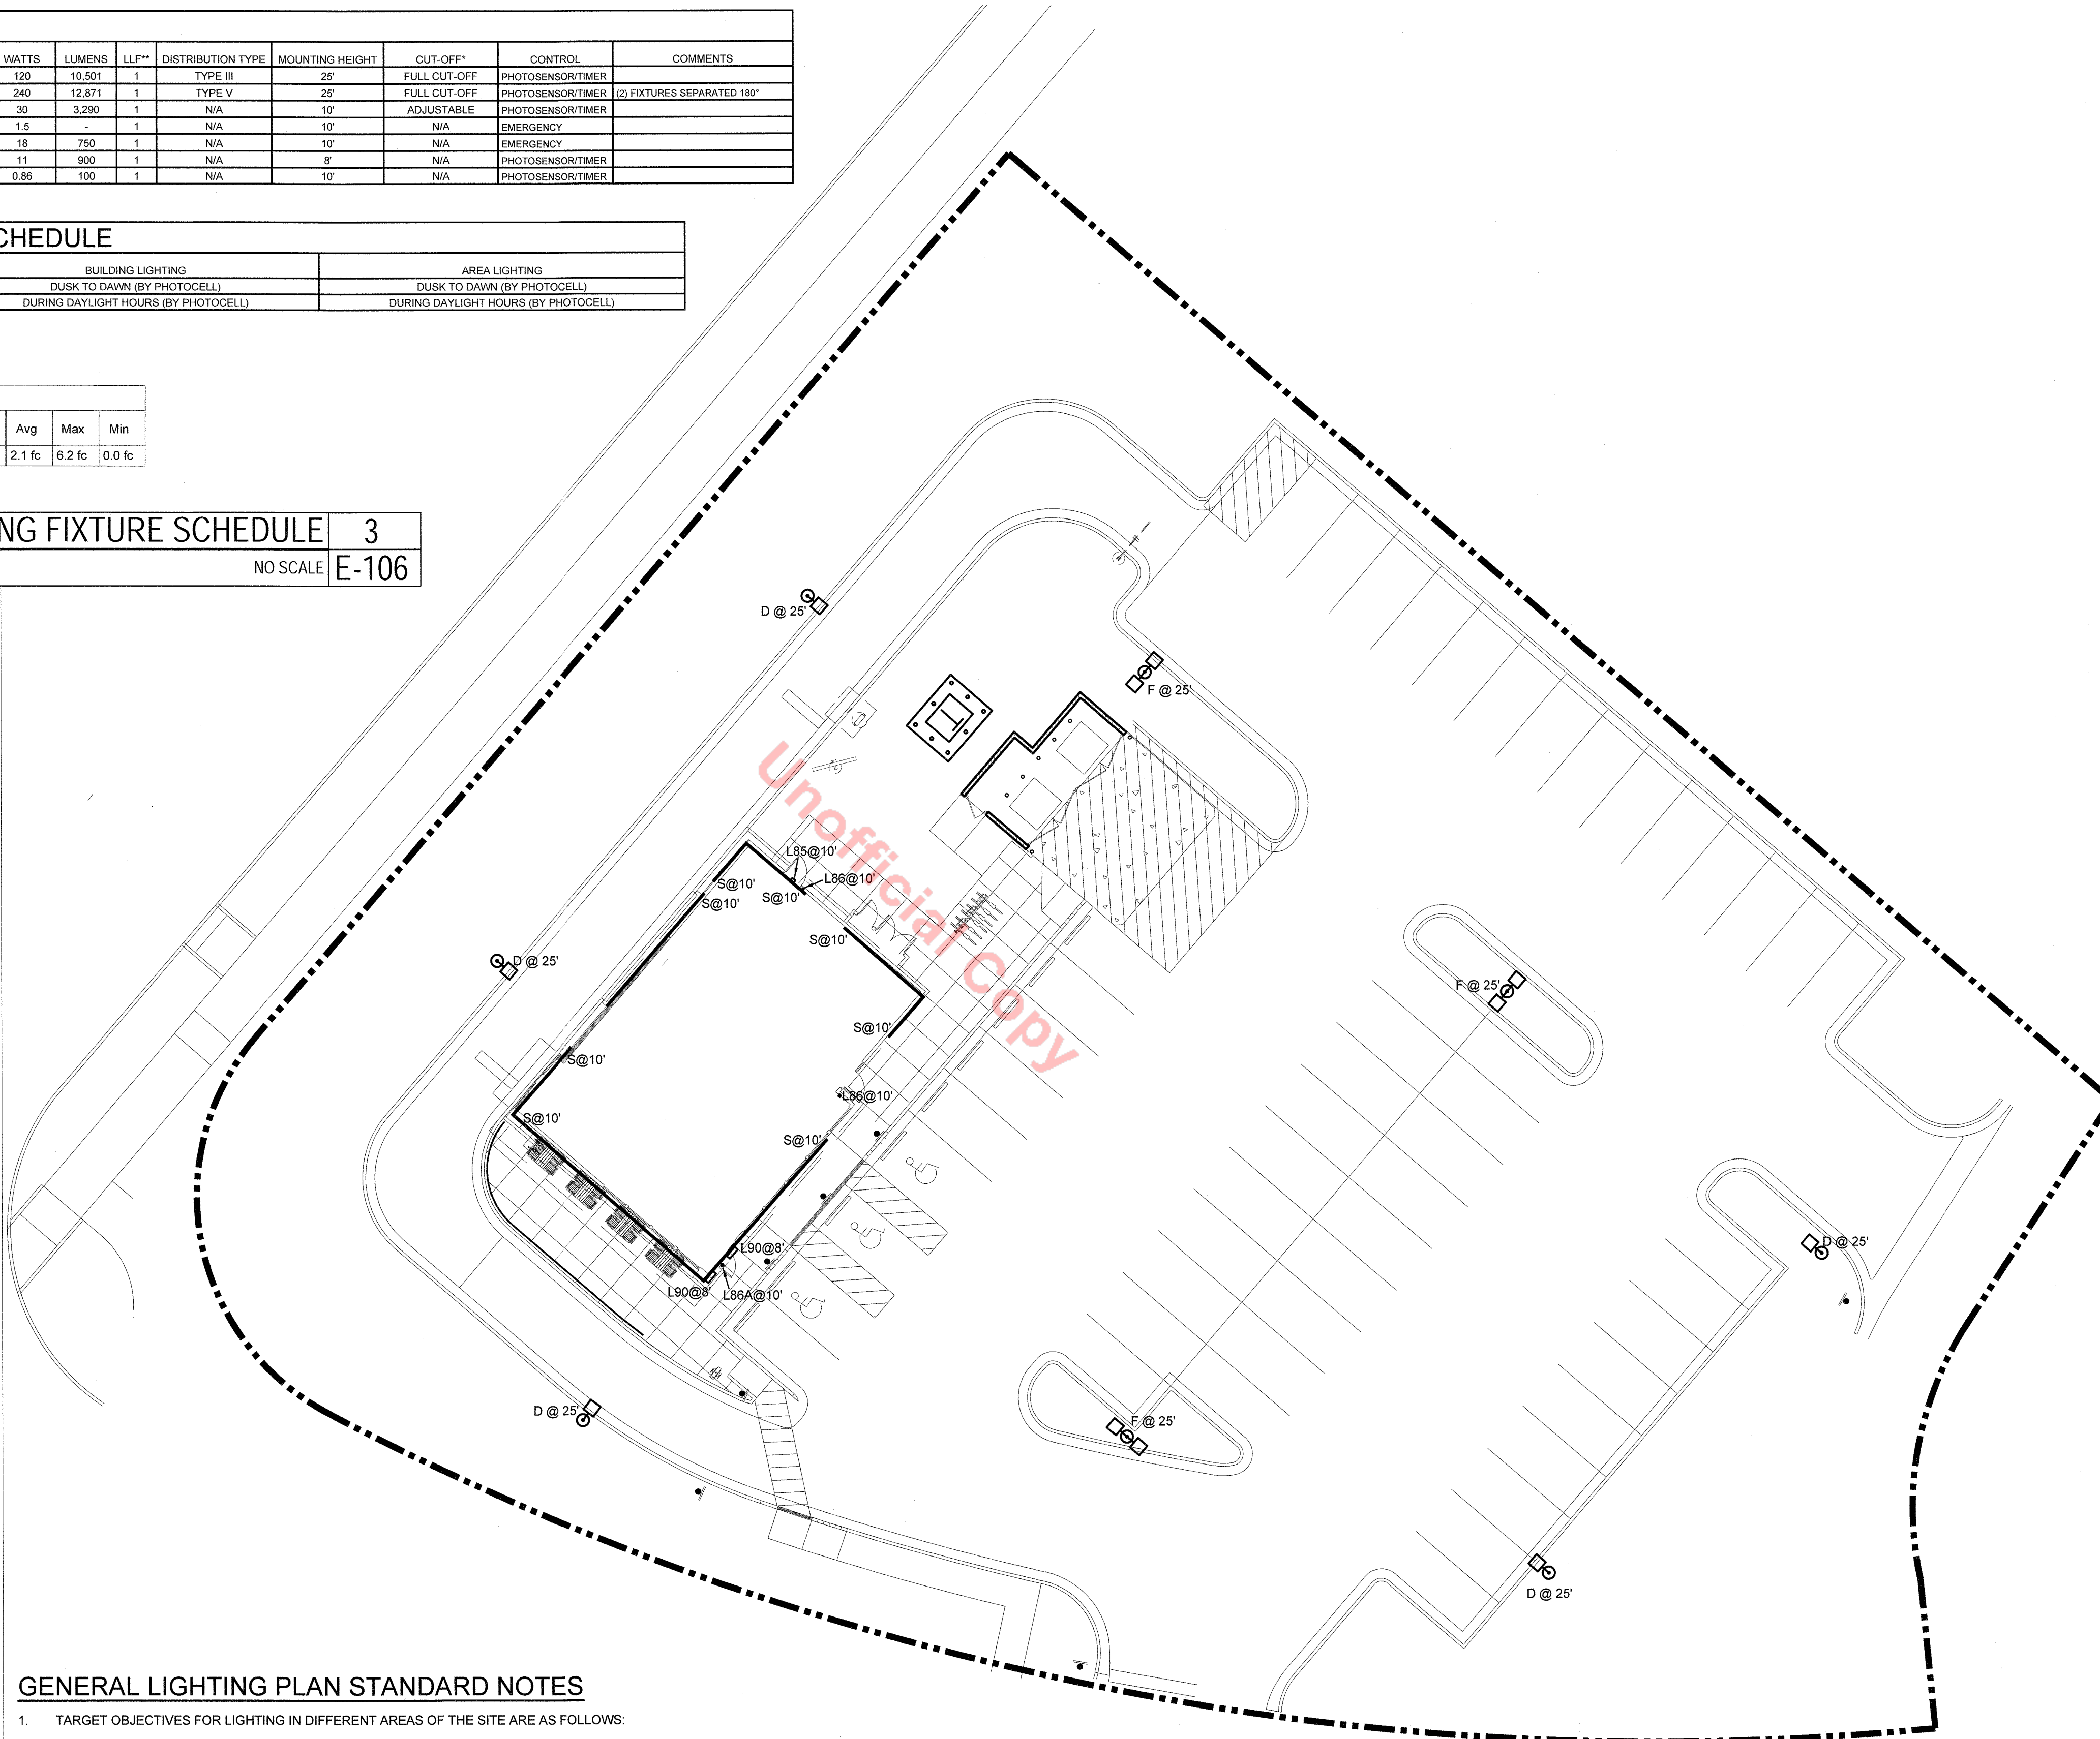 WATTS LUMENS LLF** DISTRIBUTION TYPE MOUNTING HEIGHT CUT-OFF* CONTROL COMMENTS
120 10,501 1 TYPE III 25' FULL CUT-OFF PHOTOSENSOR/TIMER
240 12,871 1 TYPE V 25' FULL CUT-OFF PHOTOSENSOR/TIMER (2) FIXTURES SEPARATED 180°
30 3,290 1 N/A 10' ADJUSTABLE PHOTOSENSOR/TIMER
1.5 - 1 N/A 10' N/A EMERGENCY
18 750 1 N/A 10' N/A EMERGENCY
11 900 1 N/A 8' N/A PHOTOSENSOR/TIMER
0.86 100 1 N/A 10' N/A PHOTOSENSOR/TIMER
CHEDULE
BUILDING LIGHTING AREA LIGHTING
DUSK TO DAWN (BY PHOTOCELL) DUSK TO DAWN (BY PHOTOCELL)
DURING DAYLIGHT HOURS (BY PHOTOCELL) DURING DAYLIGHT HOURS (BY PHOTOCELL)
Avg Max Min
2.1 fc 6.2 fc 0.0 fc
NG FIXTURE SCHEDULE 3
NO SCALE E-106
D @ 25'
F @ 25'
Unofficial Copy
L85@10'
L86@10'
S@10'
S@10'
S@10'
S@10'
D @ 25'
F @ 25'
S@10'
S@10'
L86@10'
S@10'
S@10'
D @ 25'
L90@8'
L90@8'
L86A@10'
D @ 25'
F @ 25'
D @ 25'
GENERAL LIGHTING PLAN STANDARD NOTES
1. TARGET OBJECTIVES FOR LIGHTING IN DIFFERENT AREAS OF THE SITE ARE AS FOLLOWS: